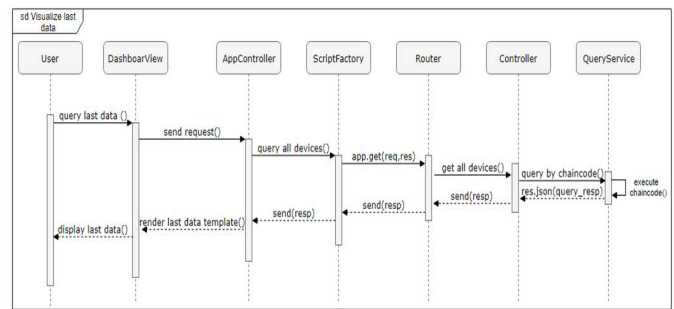 sd Visualize last
data
User
DashboarView
AppController
ScriptFactory
Router
Controller
QueryService
query last data ()
send request()
query all devices()
app.get(req,res)
get all devices()
query by chaincode()
execute
chaincode()
res.json(query_resp)
send(resp)
send(resp)
send(resp)
render last data template()
display last data()